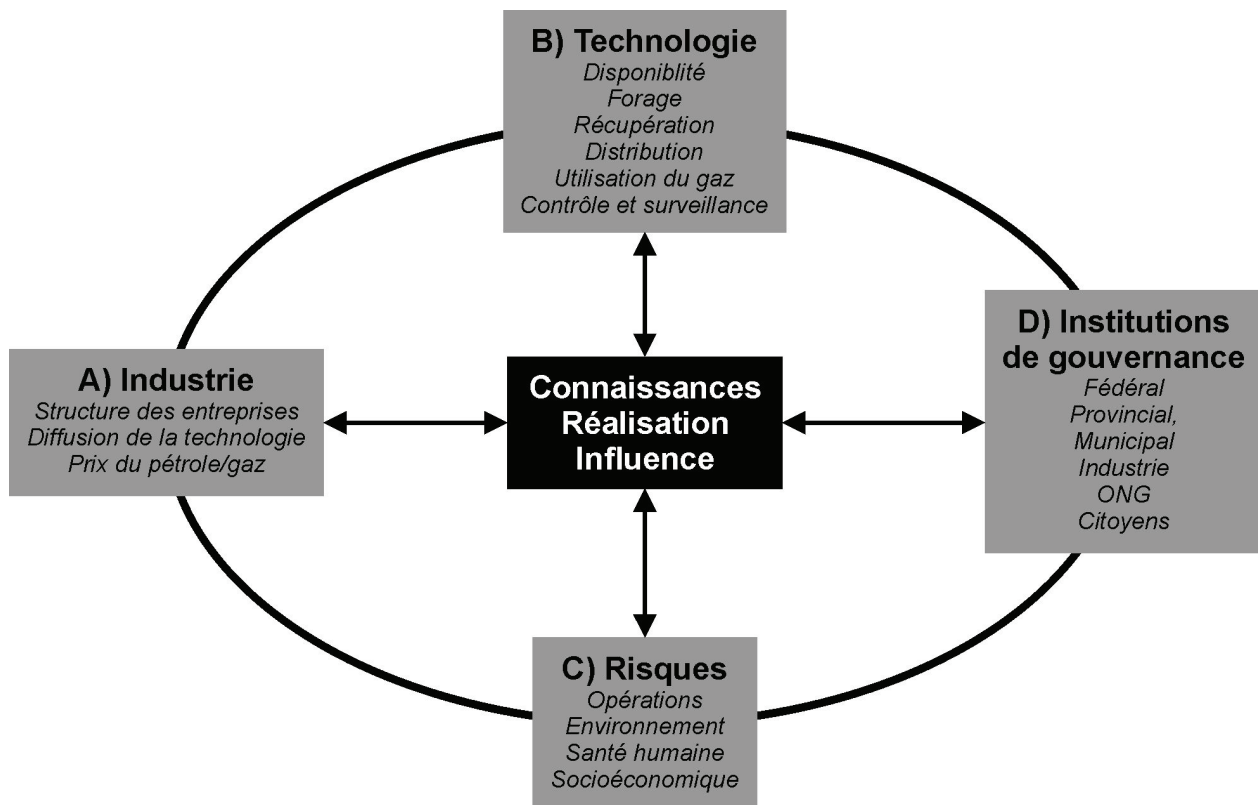 B) Technologie
Disponiblité
Forage
Récupération
Distribution
Utilisation du gaz
Contrôle et surveillance
A) Industrie
Structure des entreprises
Diffusion de la technologie
Prix du pétrole/gaz
Connaissances
Réalisation
Influence
D) Institutions
de gouvernance
Fédéral
Provincial,
Municipal
Industrie
ONG
Citoyens
C) Risques
Opérations
Environnement
Santé humaine
Socioéconomique